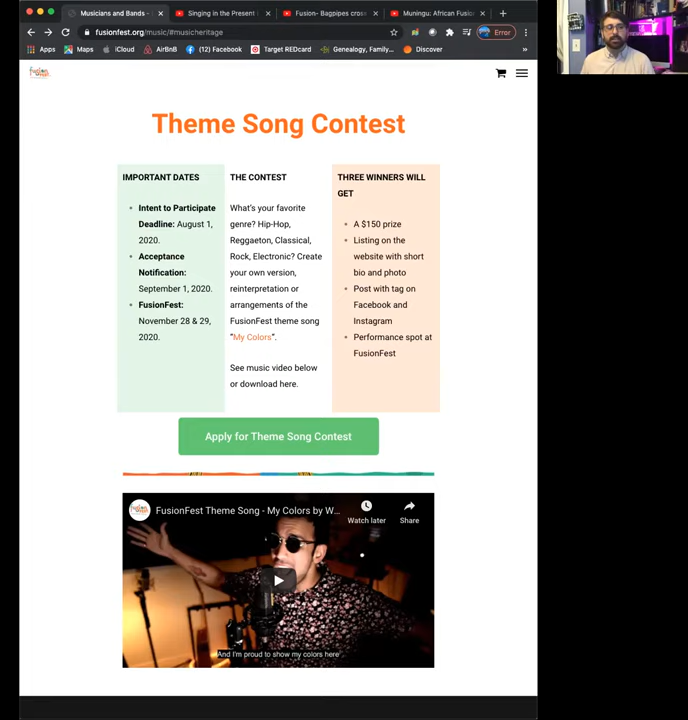 Musicians and Bands -
Singing in the Present
Fusion- Bagpipes cross
Muningu: African Fusion
fusionfest.org/music/#musicheritage
Error
Apps
Maps
iCloud
AirBnB
(12) Facebook
Target REDcard
Genealogy, Family...
Discover
»
fusion
Theme Song Contest
IMPORTANT DATES
• Intent to Participate
Deadline: August 1,
2020.
• Acceptance
Notification:
September 1, 2020.
• FusionFest:
November 28 & 29,
2020.
THE CONTEST
What's your favorite
genre? Hip-Hop,
Reggaeton, Classical,
Rock, Electronic? Create
your own version,
reinterpretation or
arrangements of the
FusionFest theme song
"My Colors".
See music video below
or download here.
THREE WINNERS WILL
GET
• A $150 prize
• Listing on the
website with short
bio and photo
• Post with tag on
Facebook and
Instagram
• Performance spot at
FusionFest
Apply for Theme Song Contest
FusionFest Theme Song - My Colors by W...
Watch later
Share
And I'm proud to show my colors here